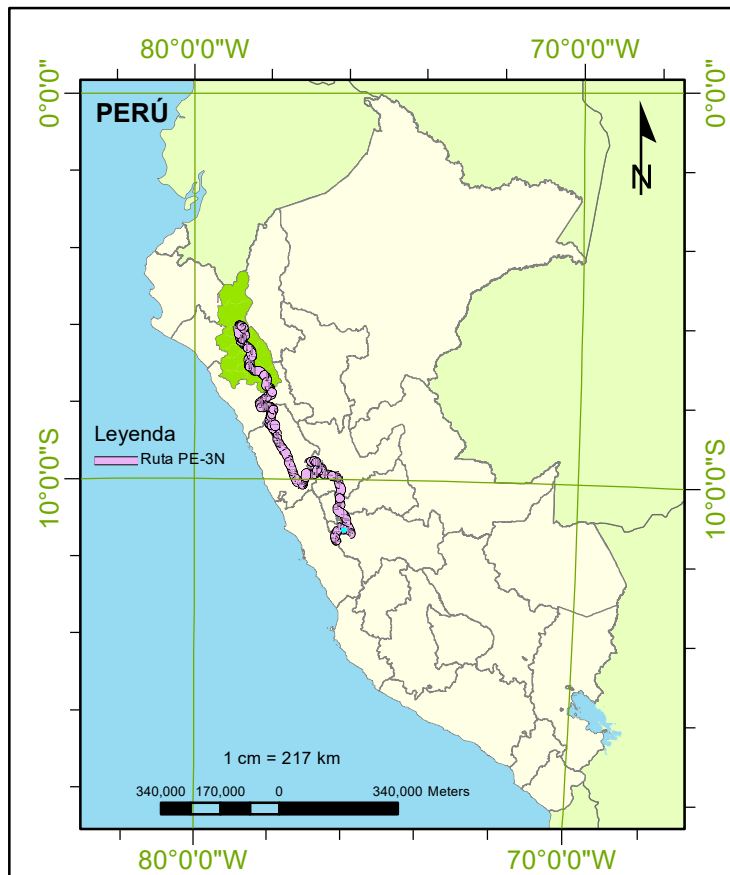 80°0'0"W 70°0'0"W
0°0'0" 0°0'0"
PERÚ
N
Leyenda
Ruta PE-3N
10°0'0"S 10°0'0"S
1 cm = 217 km
340,000 170,000 0 340,000 Meters
80°0'0"W 70°0'0"W